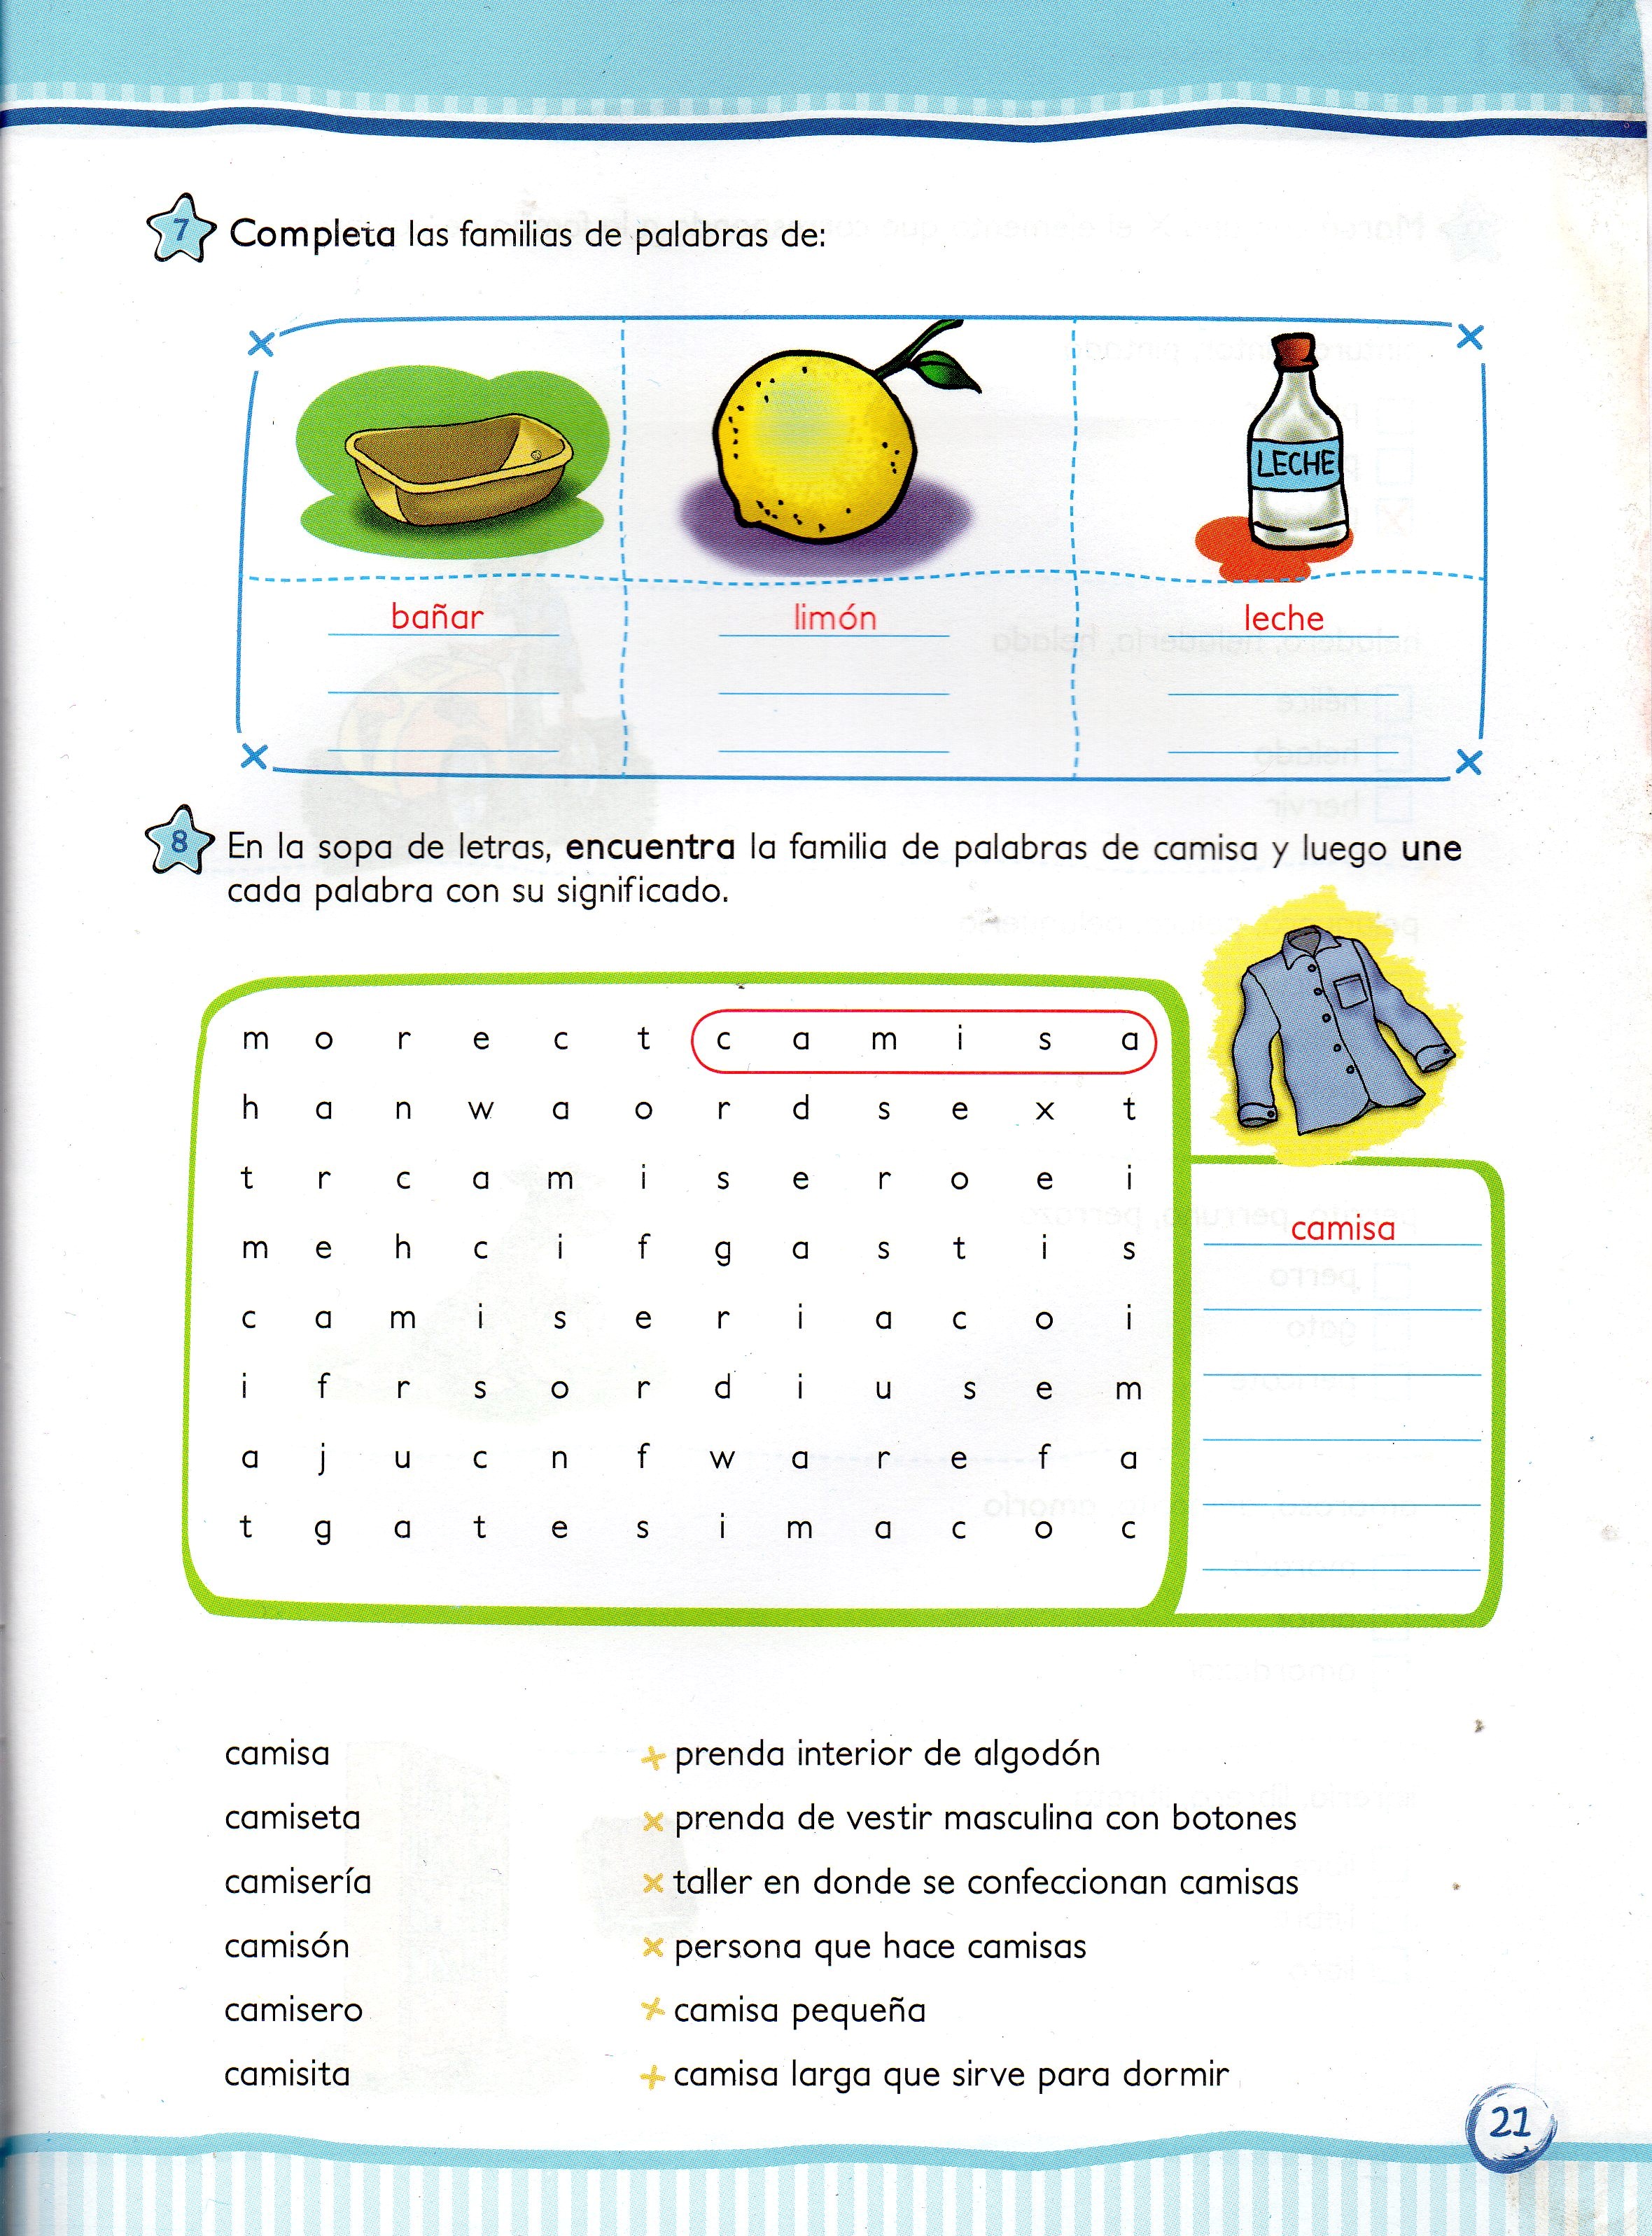 7 Completa las familias de palabras de:
LECHE
bañar limón leche
8 En la sopa de letras, encuentra la familia de palabras de camisa y luego une
cada palabra con su significado.
m o r e c t c a m i s a
h a n w a o r d s e x t
t r c a m i s e r o e i
m e h c i f g a s t i s
c a m i s e r i a c o i
i f r s o r d i u s e m
a j u c n f w a r e f a
t g a t e s i m a c o c
camisa
camisa prenda interior de algodón
camiseta prenda de vestir masculina con botones
camisería taller en donde se confeccionan camisas
camisón persona que hace camisas
camisero camisa pequeña
camisita camisa larga que sirve para dormir
21